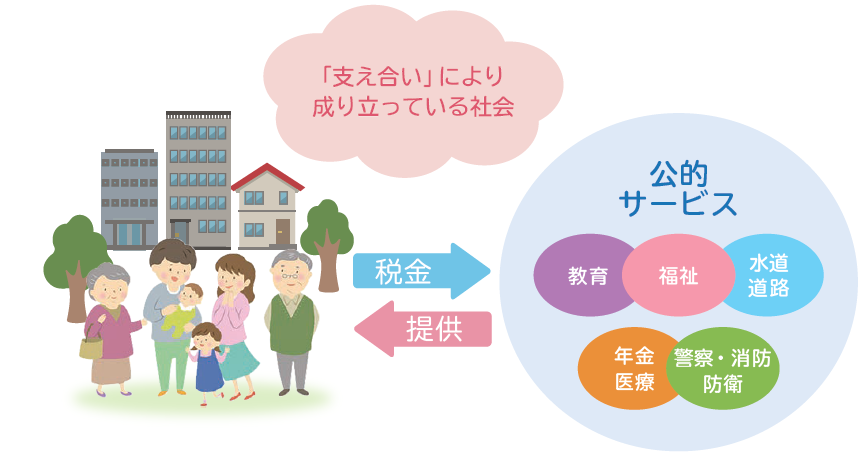 「支え合い」により
成り立っている社会
公的
サービス
税金
提供
教育
福祉
水道
道路
年金
医療
警察・消防
防衛